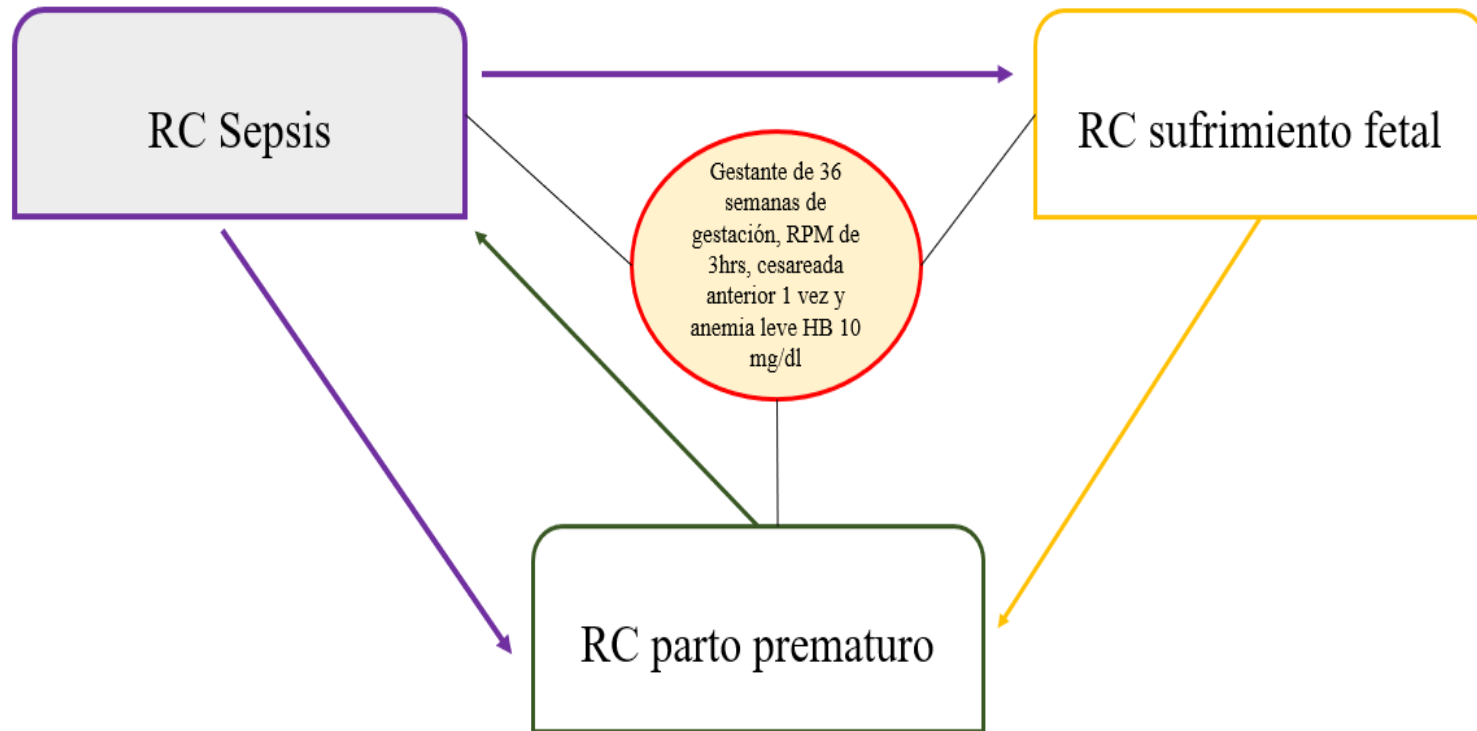 RC Sepsis
RC sufrimiento fetal
Gestante de 36
semanas de
gestación, RPM de
3hrs, cesareada
anterior 1 vez y
anemia leve HB 10
mg/dl
RC parto prematuro